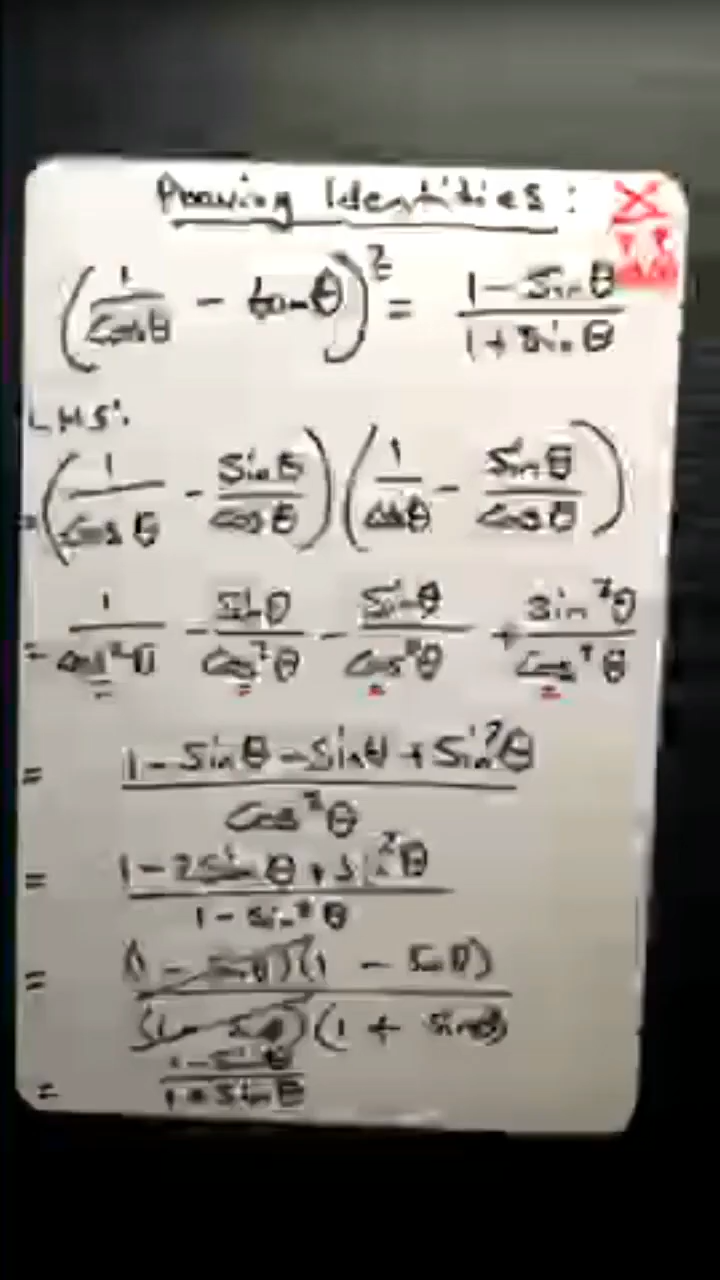 Proving Identities:
(1/cosθ - tanθ)² = (1 - sinθ)/(1 + sinθ)
LHS:
= (1/cosθ - sinθ/cosθ)(1/cosθ - sinθ/cosθ)
= 1/cos²θ - sinθ/cos²θ - sinθ/cos²θ + sin²θ/cos²θ
= (1 - sinθ - sinθ + sin²θ)/cos²θ
= (1 - 2sinθ + sin²θ)/(1 - sin²θ)
= (1 - sinθ)(1 - sinθ)/(1 - sinθ)(1 + sinθ)
= (1 - sinθ)/(1 + sinθ)